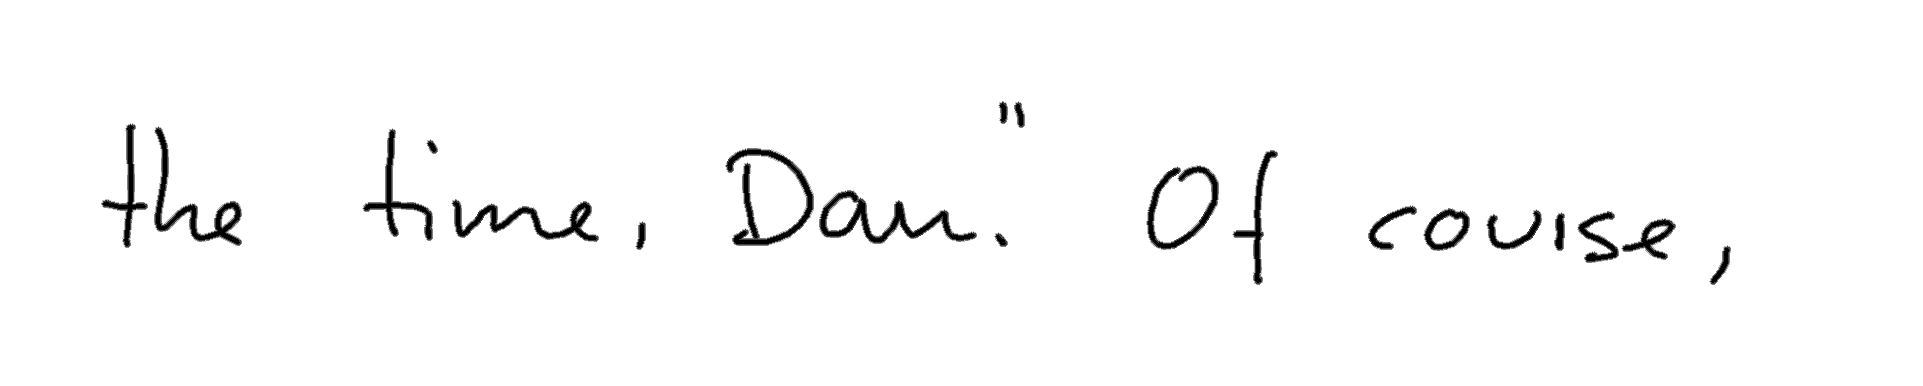 the time, Dan." Of course,